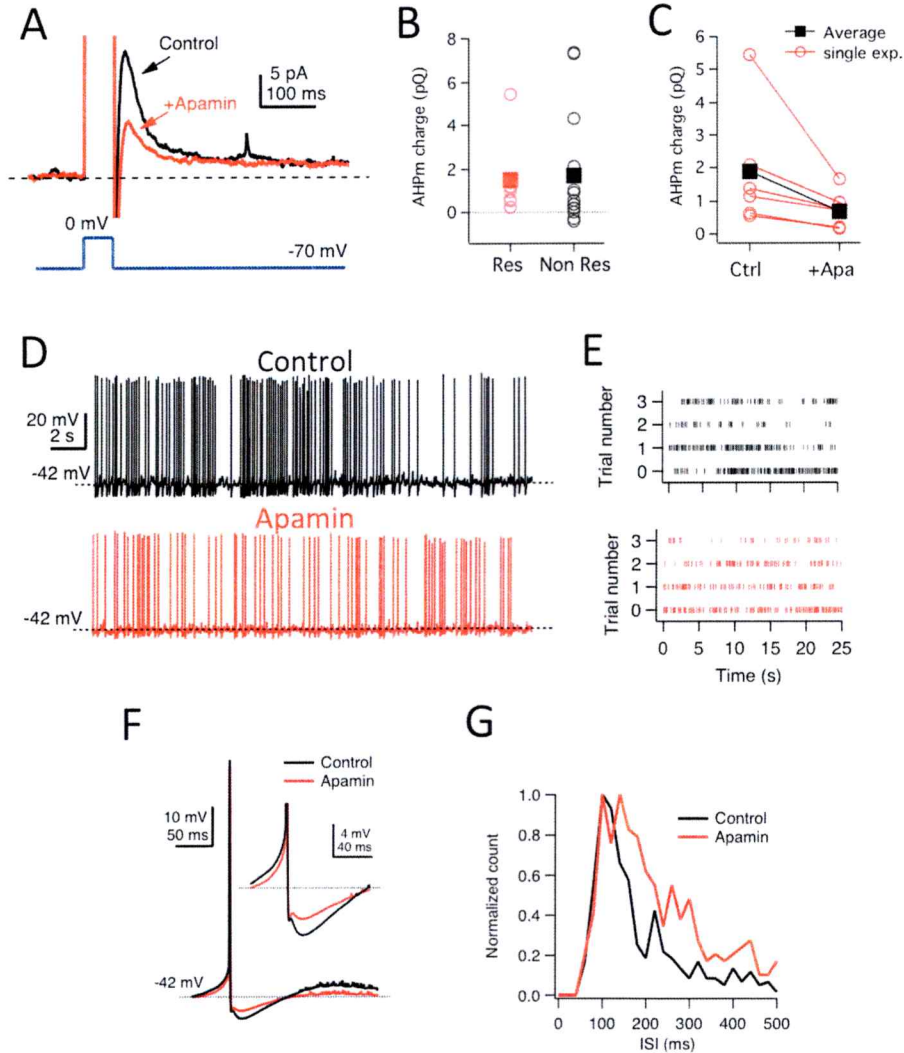 A
Control
+Apamin
5 pA
100 ms
0 mV
-70 mV
B
AHPm charge (pQ)
8
6
4
2
0
Res Non Res
C
Average
single exp.
AHPm charge (pQ)
6
5
4
3
2
1
0
Ctrl +Apa
D
Control
20 mV
2 s
-42 mV
Apamin
-42 mV
E
Trial number
3
2
1
0
Trial number
3
2
1
0
0 5 10 15 20 25
Time (s)
F
Control
Apamin
10 mV
50 ms
4 mV
40 ms
-42 mV
G
Control
Apamin
Normalized count
1.0
0.8
0.6
0.4
0.2
0.0
0 100 200 300 400 500
ISI (ms)